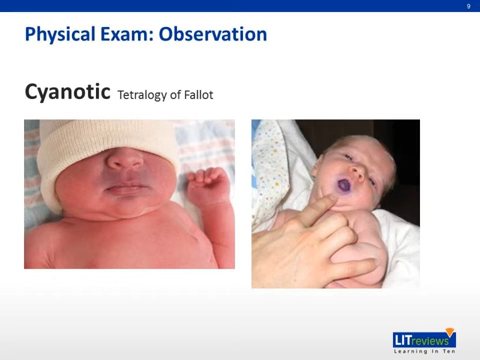 9
Physical Exam: Observation
Cyanotic Tetralogy of Fallot
LITreviews
Learning In Ten